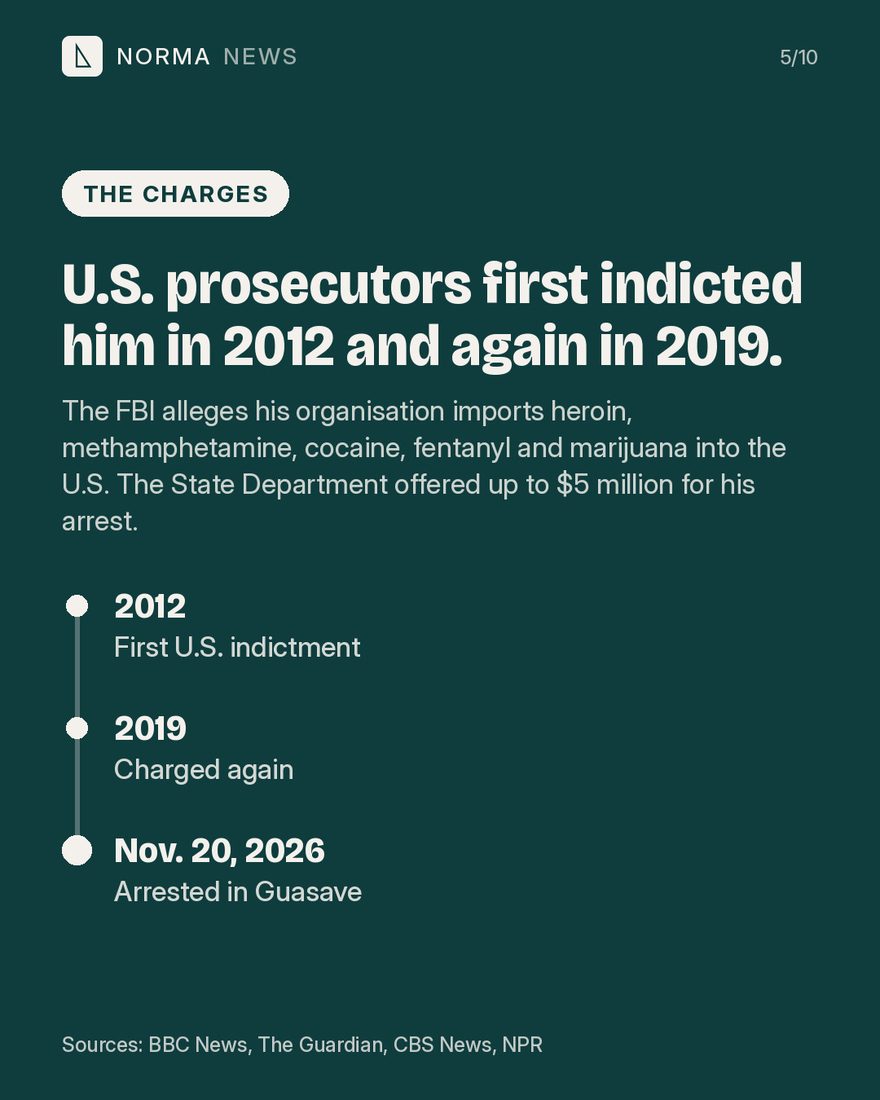 NORMA NEWS
5/10
THE CHARGES
U.S. prosecutors first indicted
him in 2012 and again in 2019.
The FBI alleges his organisation imports heroin,
methamphetamine, cocaine, fentanyl and marijuana into the
U.S. The State Department offered up to $5 million for his
arrest.
2012
First U.S. indictment
2019
Charged again
Nov. 20, 2026
Arrested in Guasave
Sources: BBC News, The Guardian, CBS News, NPR